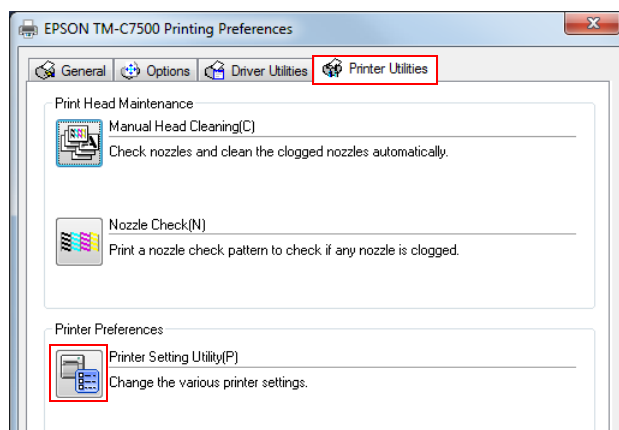 EPSON TM-C7500 Printing Preferences
General Options Driver Utilities Printer Utilities
Print Head Maintenance
Manual Head Cleaning(C)
Check nozzles and clean the clogged nozzles automatically.
Nozzle Check(N)
Print a nozzle check pattern to check if any nozzle is clogged.
Printer Preferences
Printer Setting Utility(P)
Change the various printer settings.